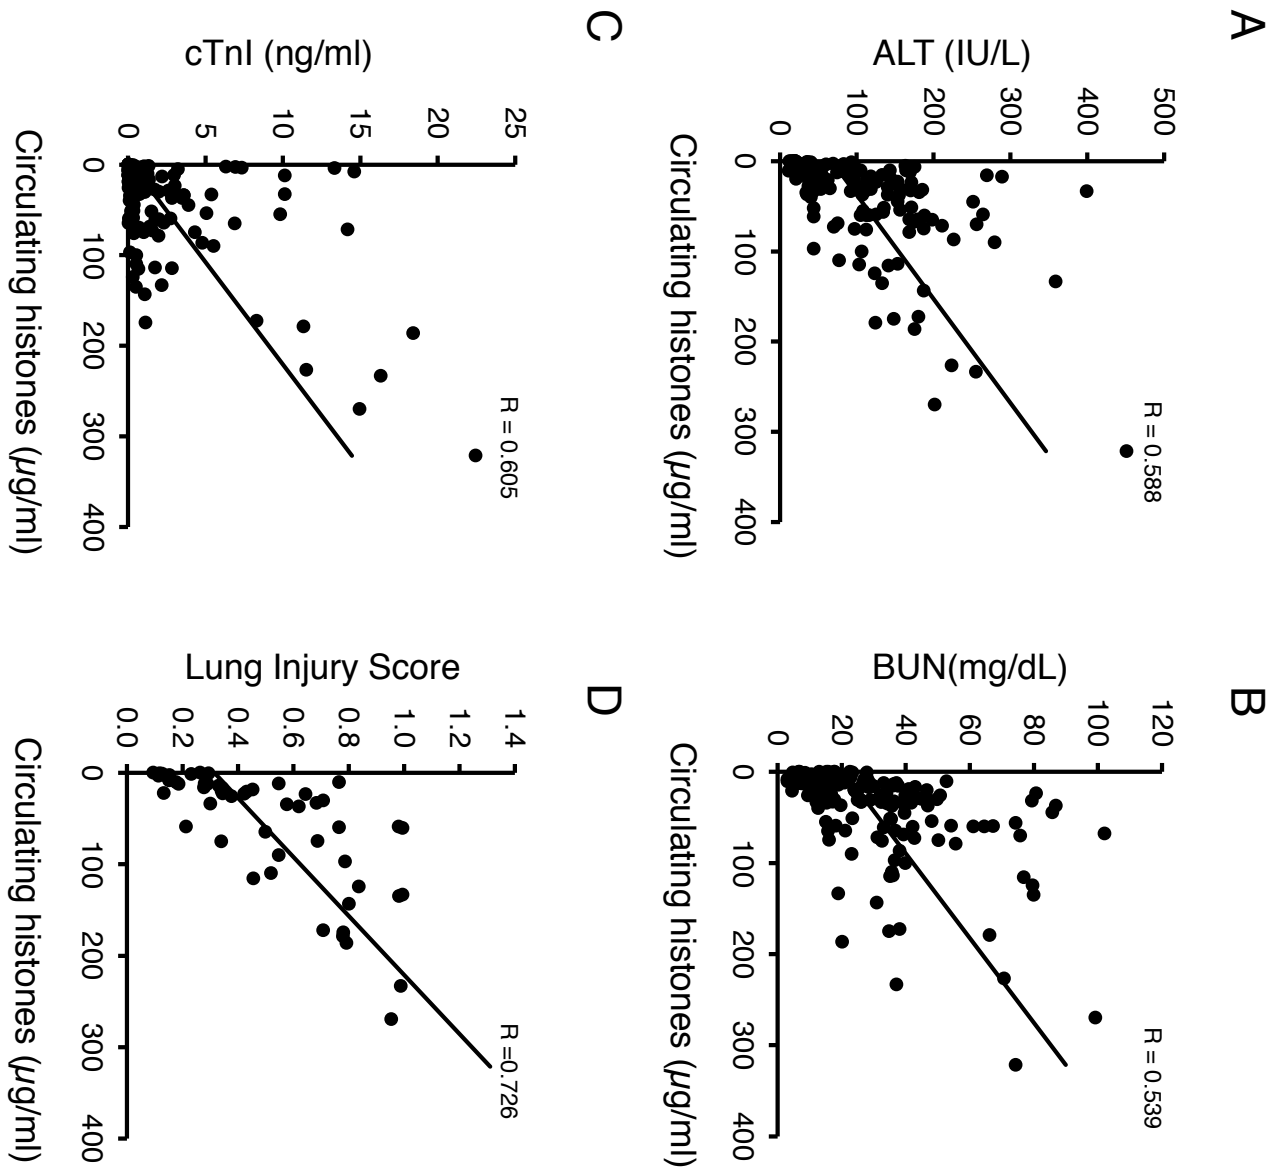 A
ALT (IU/L)
500
400
300
200
100
0
0
100
200
300
400
R = 0.588
Circulating histones (µg/ml)
B
BUN(mg/dL)
120
100
80
60
40
20
0
0
100
200
300
400
R = 0.539
Circulating histones (µg/ml)
C
cTnI (ng/ml)
25
20
15
10
5
0
0
100
200
300
400
R = 0.605
Circulating histones (µg/ml)
D
Lung Injury Score
1.4
1.2
1.0
0.8
0.6
0.4
0.2
0.0
0
100
200
300
400
R =0.726
Circulating histones (µg/ml)